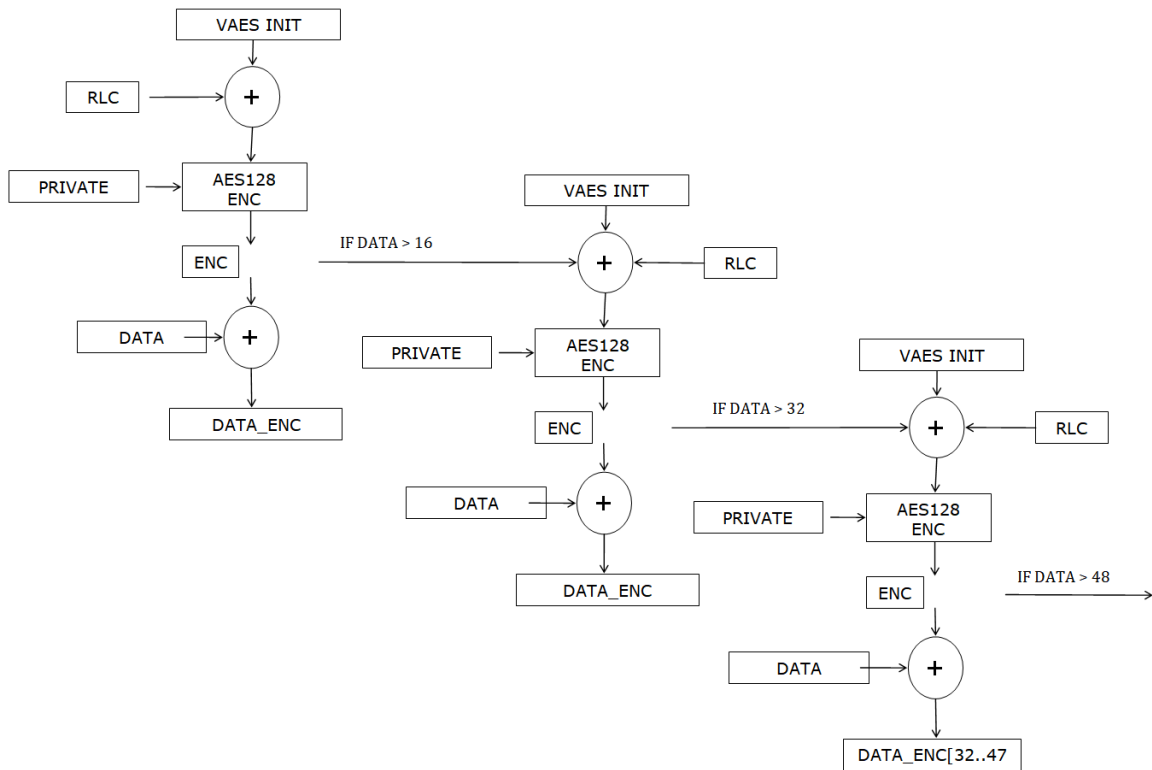 VAES INIT
RLC
+
PRIVATE
AES128
ENC
ENC
DATA
+
DATA_ENC
IF DATA > 16
VAES INIT
+
RLC
PRIVATE
AES128
ENC
ENC
DATA
+
DATA_ENC
IF DATA > 32
VAES INIT
+
RLC
PRIVATE
AES128
ENC
ENC
IF DATA > 48
DATA
+
DATA_ENC[32..47